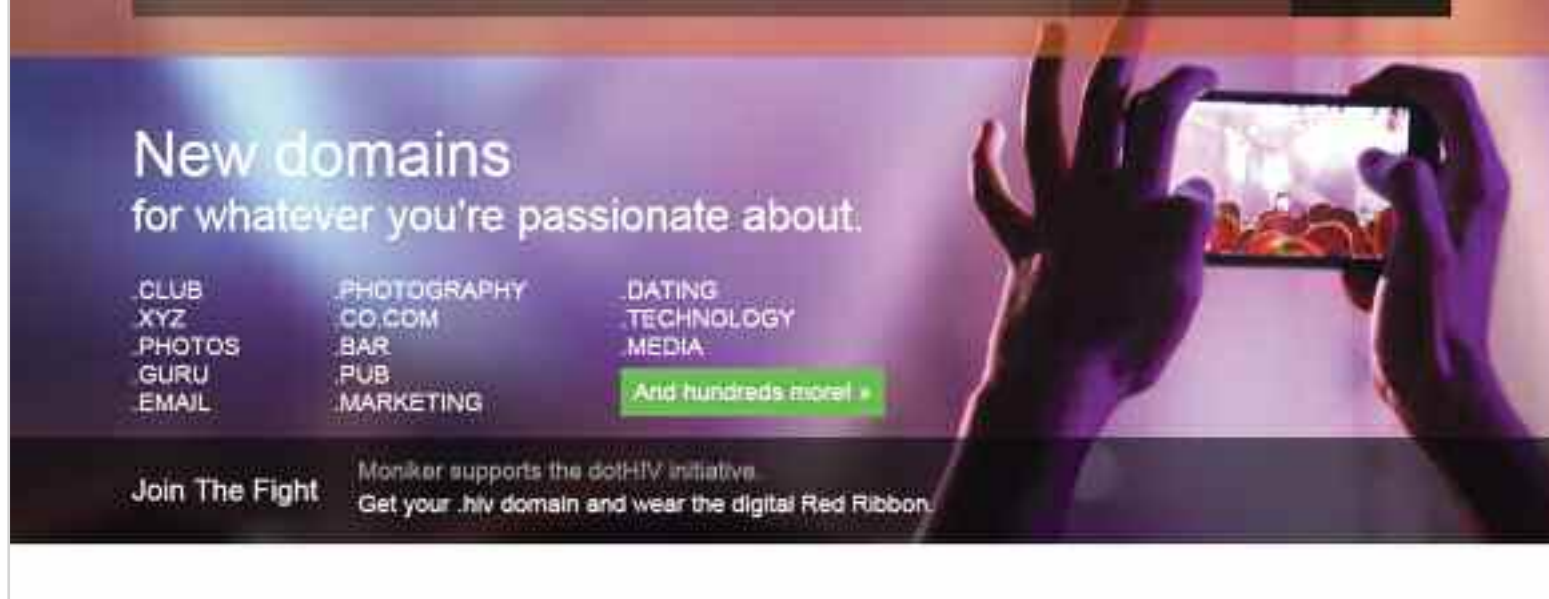 New domains
for whatever you're passionate about.
.CLUB
.XYZ
.PHOTOS
.GURU
.EMAIL
.PHOTOGRAPHY
.CO.COM
.BAR
.PUB
.MARKETING
.DATING
.TECHNOLOGY
.MEDIA
And hundreds more! »
Join The Fight
Moniker supports the dotHIV initiative.
Get your .hiv domain and wear the digital Red Ribbon.